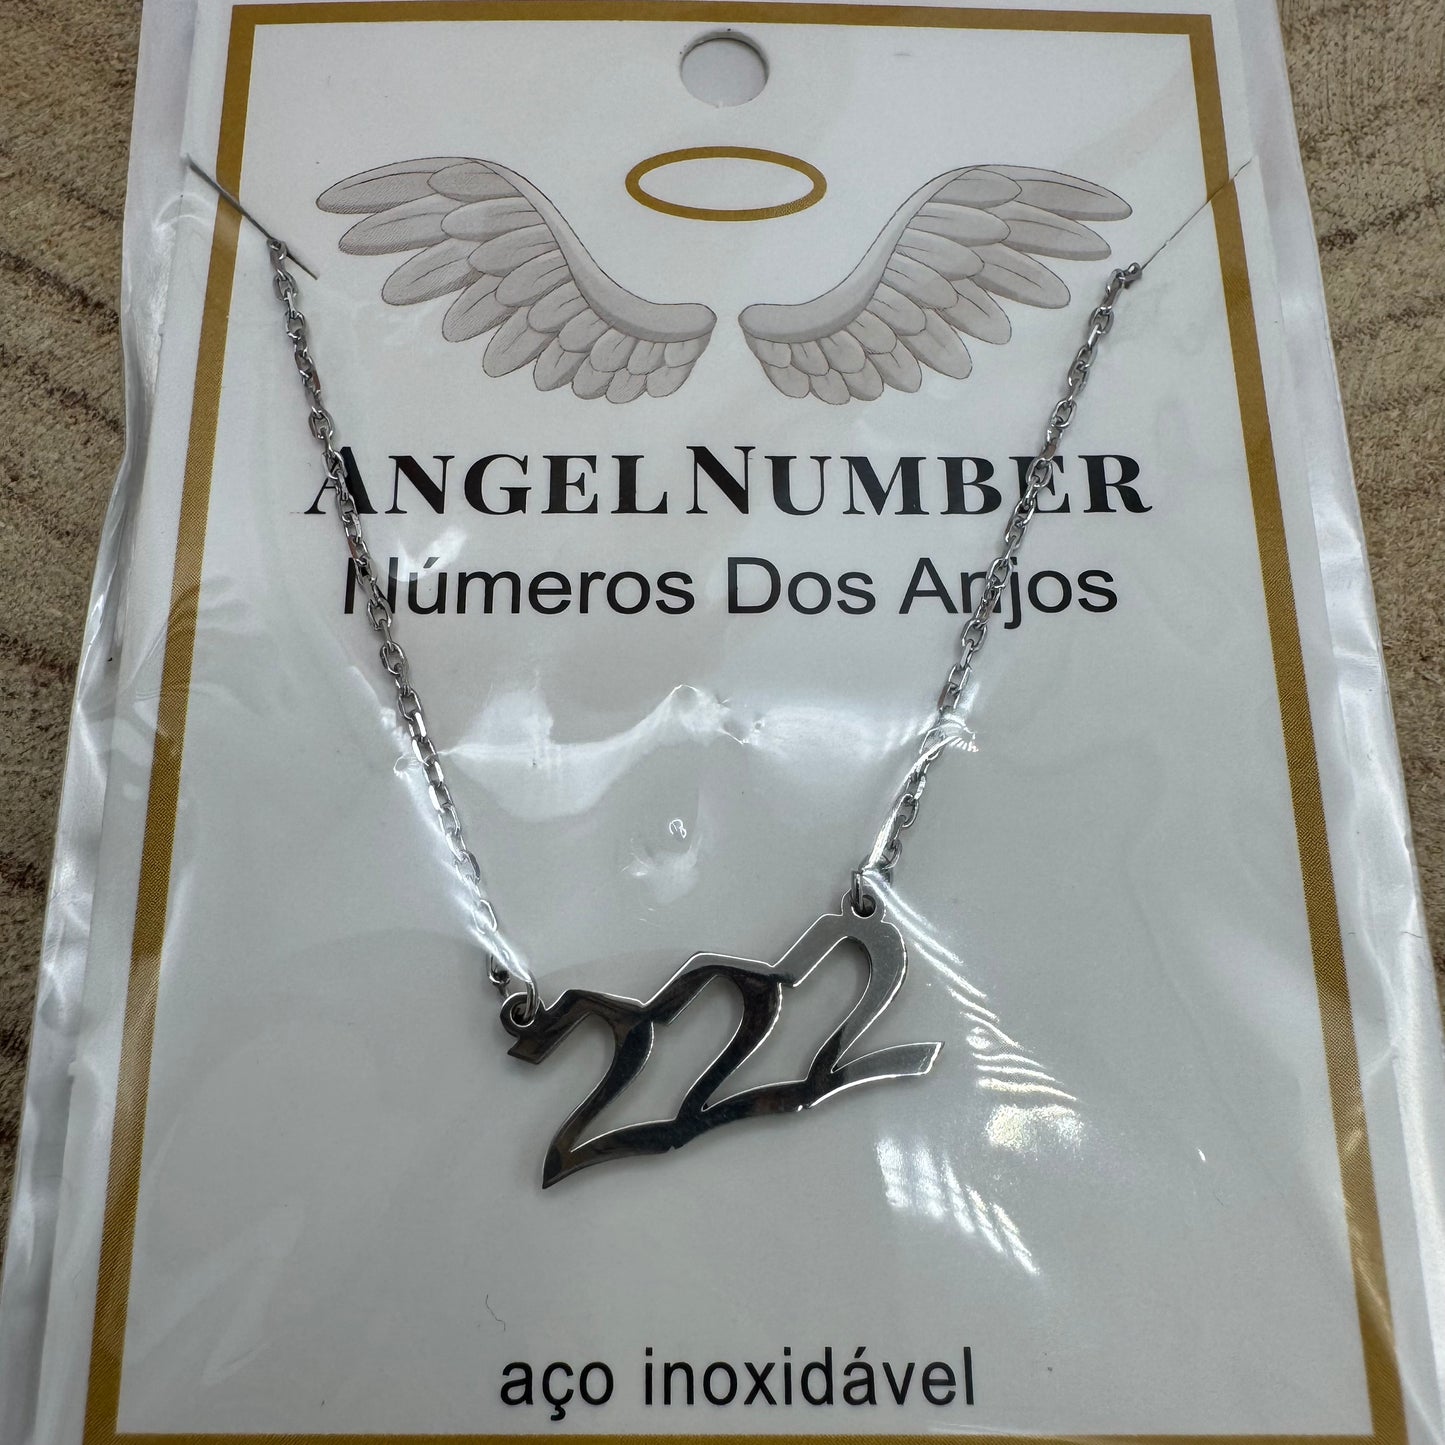 ANGEL NUMBER
Números Dos Anjos
222
aço inoxidável